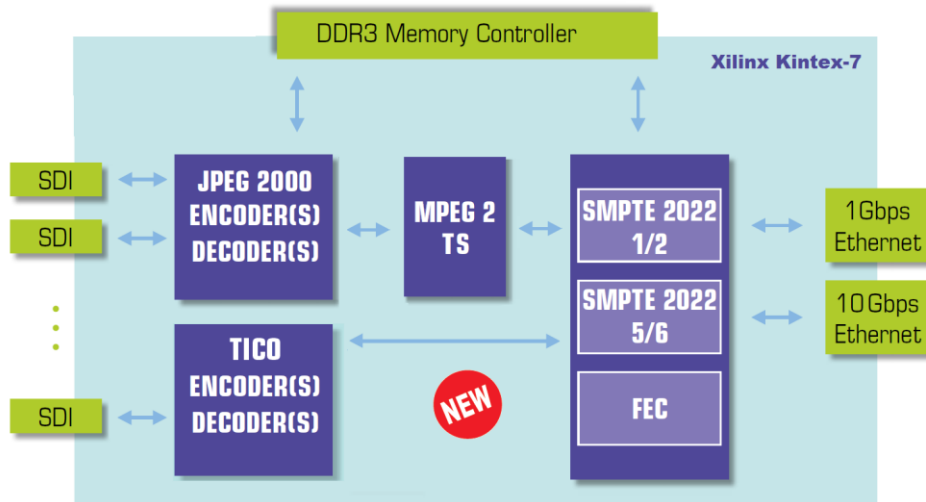 DDR3 Memory Controller
Xilinx Kintex-7
SDI
SDI
SDI
JPEG 2000
ENCODER(S)
DECODER(S)
TICO
ENCODER(S)
DECODER(S)
MPEG 2
TS
NEW
SMPTE 2022
1/2
SMPTE 2022
5/6
FEC
1Gbps
Ethernet
10Gbps
Ethernet